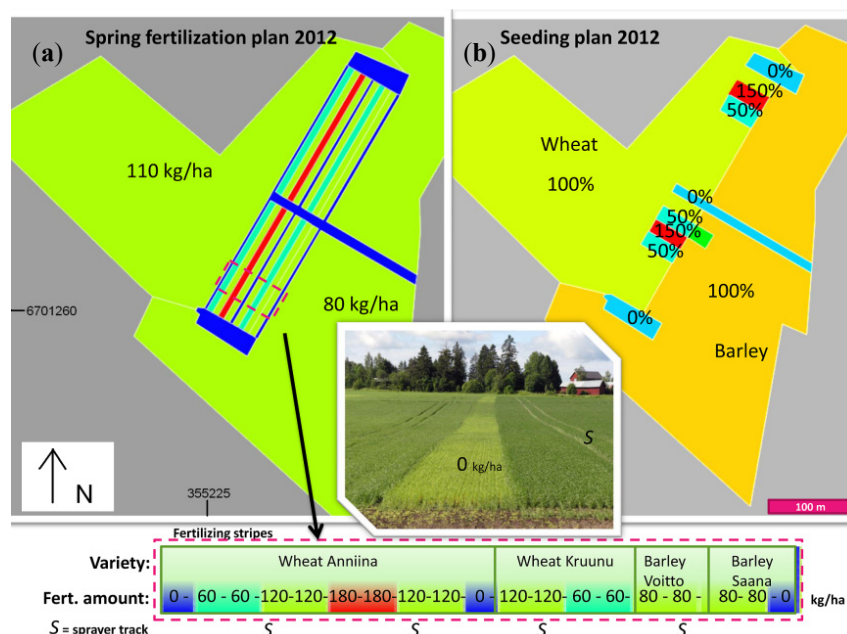 (a) Spring fertilization plan 2012
110 kg/ha
80 kg/ha
6701260
355225
N
(b) Seeding plan 2012
0%
150%
50%
Wheat
100%
0%
50%
150%
50%
100%
0%
Barley
S
0 kg/ha
100 m
Fertilizing stripes
Variety: Wheat Anniina Wheat Kruunu Barley Voitto Barley Saana
Fert. amount: 0 - 60 - 60 -120-120-180-180-120-120- 0 -120-120- 60 - 60- 80 - 80 - 80- 80 - 0 kg/ha
S = sprayer track S S S S